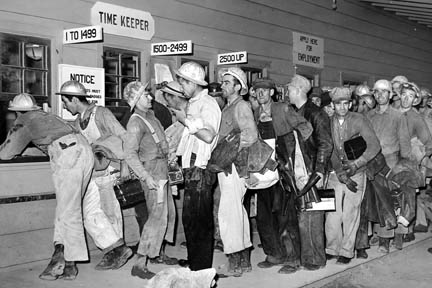 TIME KEEPER
1 TO 1499
1500-2499
2500 UP
APPLY HERE
FOR
EMPLOYMENT
NOTICE